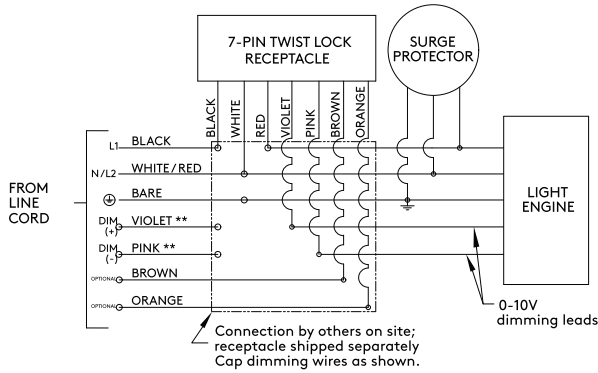 7-PIN TWIST LOCK
RECEPTACLE
SURGE
PROTECTOR
BLACK
WHITE
RED
VIOLET
PINK
BROWN
ORANGE
FROM
LINE
CORD
L1
BLACK
N/L2
WHITE/RED
BARE
DIM
(+)
VIOLET **
DIM
(-)
PINK **
OPTIONAL
BROWN
OPTIONAL
ORANGE
LIGHT
ENGINE
0-10V
dimming leads
Connection by others on site;
receptacle shipped separately
Cap dimming wires as shown.